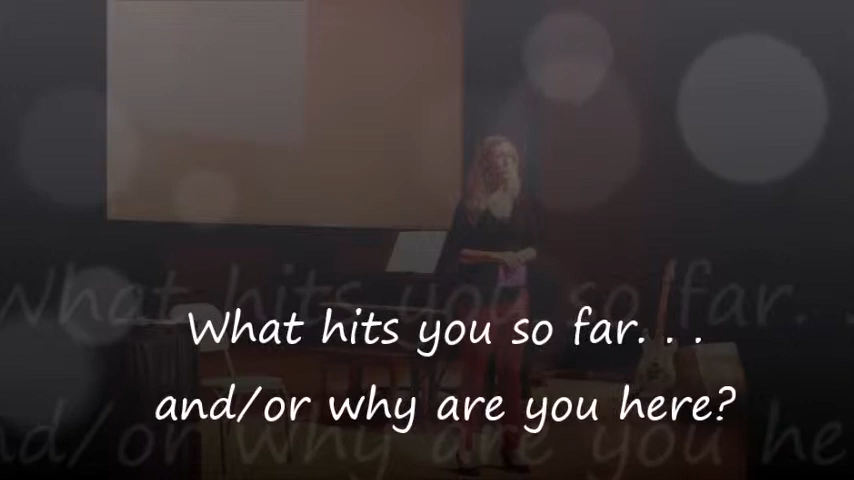 What hits you so far. . .
and/or why are you here?